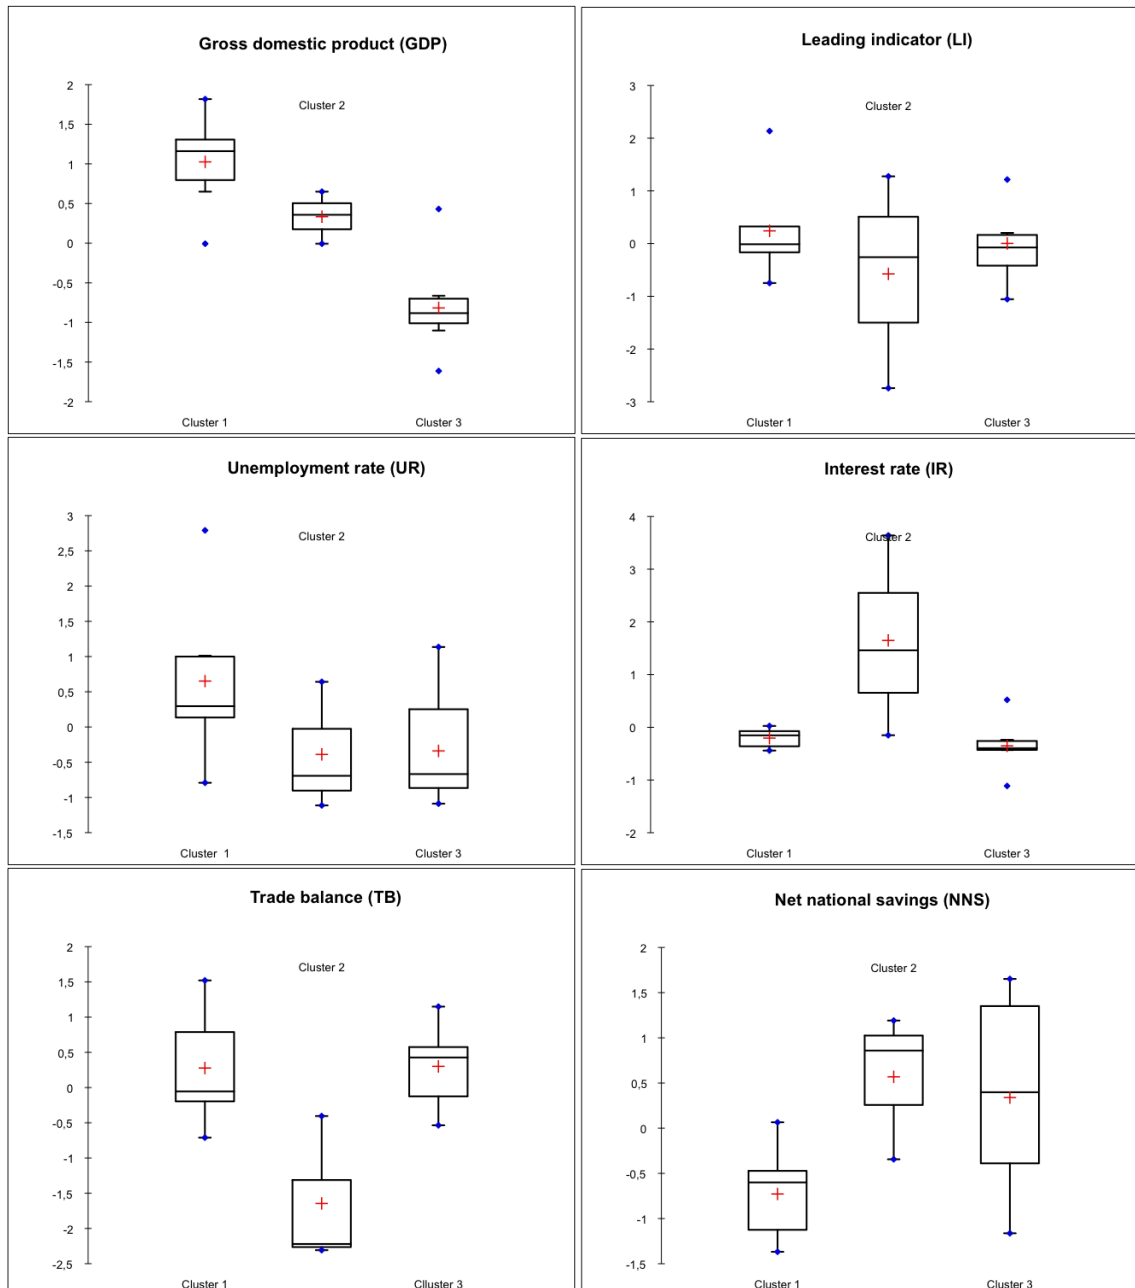 Gross domestic product (GDP)
2
Cluster 2
1,5
1
0,5
0
-0,5
-1
-1,5
-2
Cluster 1
Cluster 3
Leading indicator (LI)
3
Cluster 2
2
1
0
-1
-2
-3
Cluster 1
Cluster 3
Unemployment rate (UR)
3
Cluster 2
2,5
2
1,5
1
0,5
0
-0,5
-1
-1,5
Cluster 1
Cluster 3
Interest rate (IR)
4
Cluster 2
3
2
1
0
-1
-2
Cluster 1
Cluster 3
Trade balance (TB)
2
Cluster 2
1,5
1
0,5
0
-0,5
-1
-1,5
-2
-2,5
Cluster 1
Clluster 3
Net national savings (NNS)
2
Cluster 2
1,5
1
0,5
0
-0,5
-1
-1,5
Cluster 1
Cluster 3